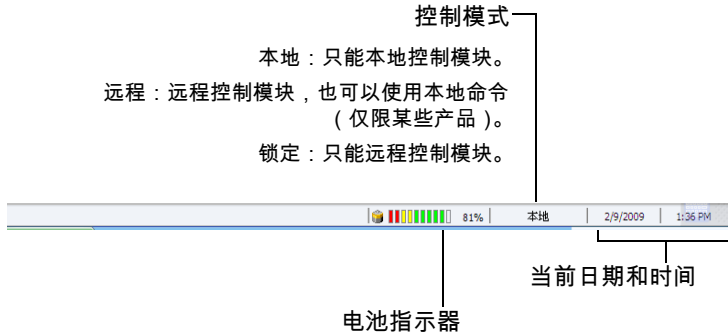 控制模式
本地：只能本地控制模块。
远程：远程控制模块，也可以使用本地命令
（仅限某些产品）。
锁定：只能远程控制模块。
81% 本地 2/9/2009 1:36 PM
当前日期和时间
电池指示器